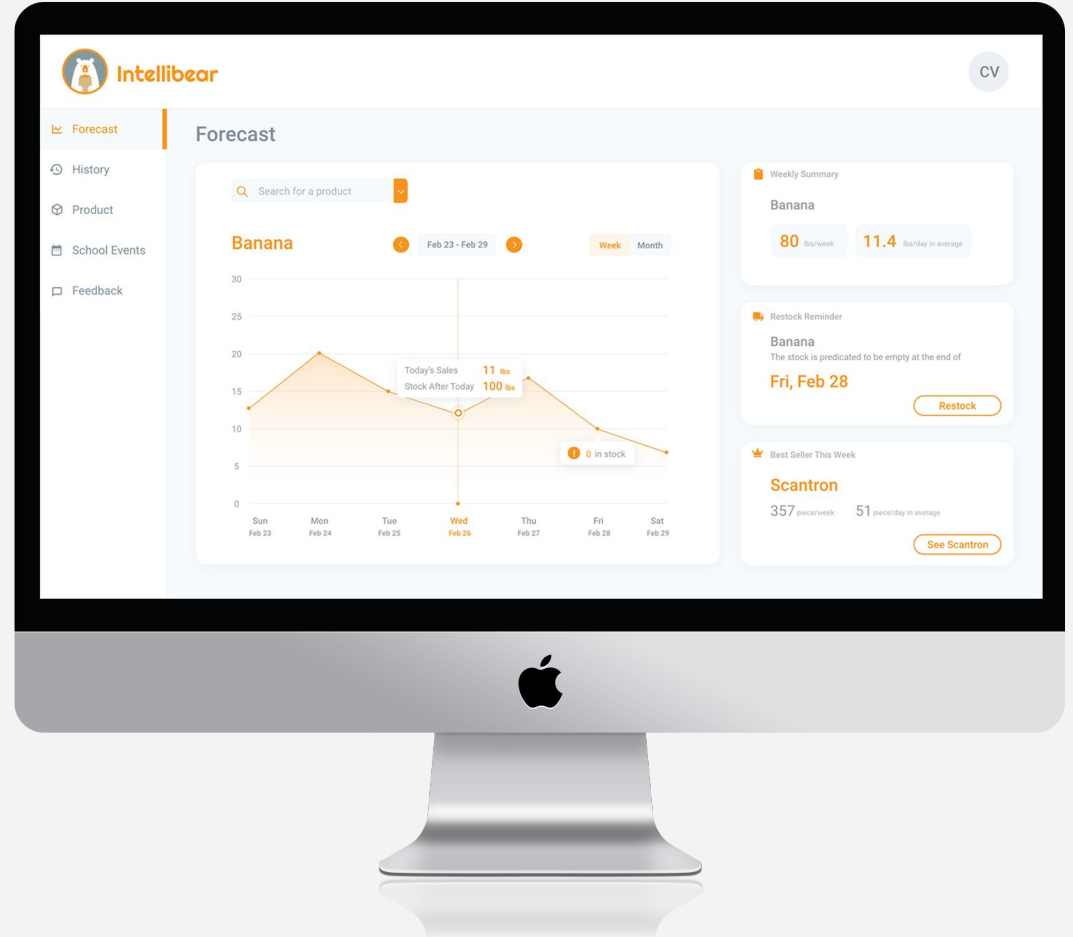 Intellibear
CV
Forecast
History
Product
School Events
Feedback
Forecast
Search for a product
Banana
Feb 23 - Feb 29
Week
Month
30
25
20
15
10
5
0
Today's Sales 11 lbs
Stock After Today 100 lbs
! 0 in stock
Sun Mon Tue Wed Thu Fri Sat
Feb 23 Feb 24 Feb 25 Feb 26 Feb 27 Feb 28 Feb 29
Weekly Summary
Banana
80 lbs/week 11.4 lbs/day in average
Restock Reminder
Banana
The stock is predicated to be empty at the end of
Fri, Feb 28
Restock
Best Seller This Week
Scantron
357 piece/week 51 piece/day in average
See Scantron